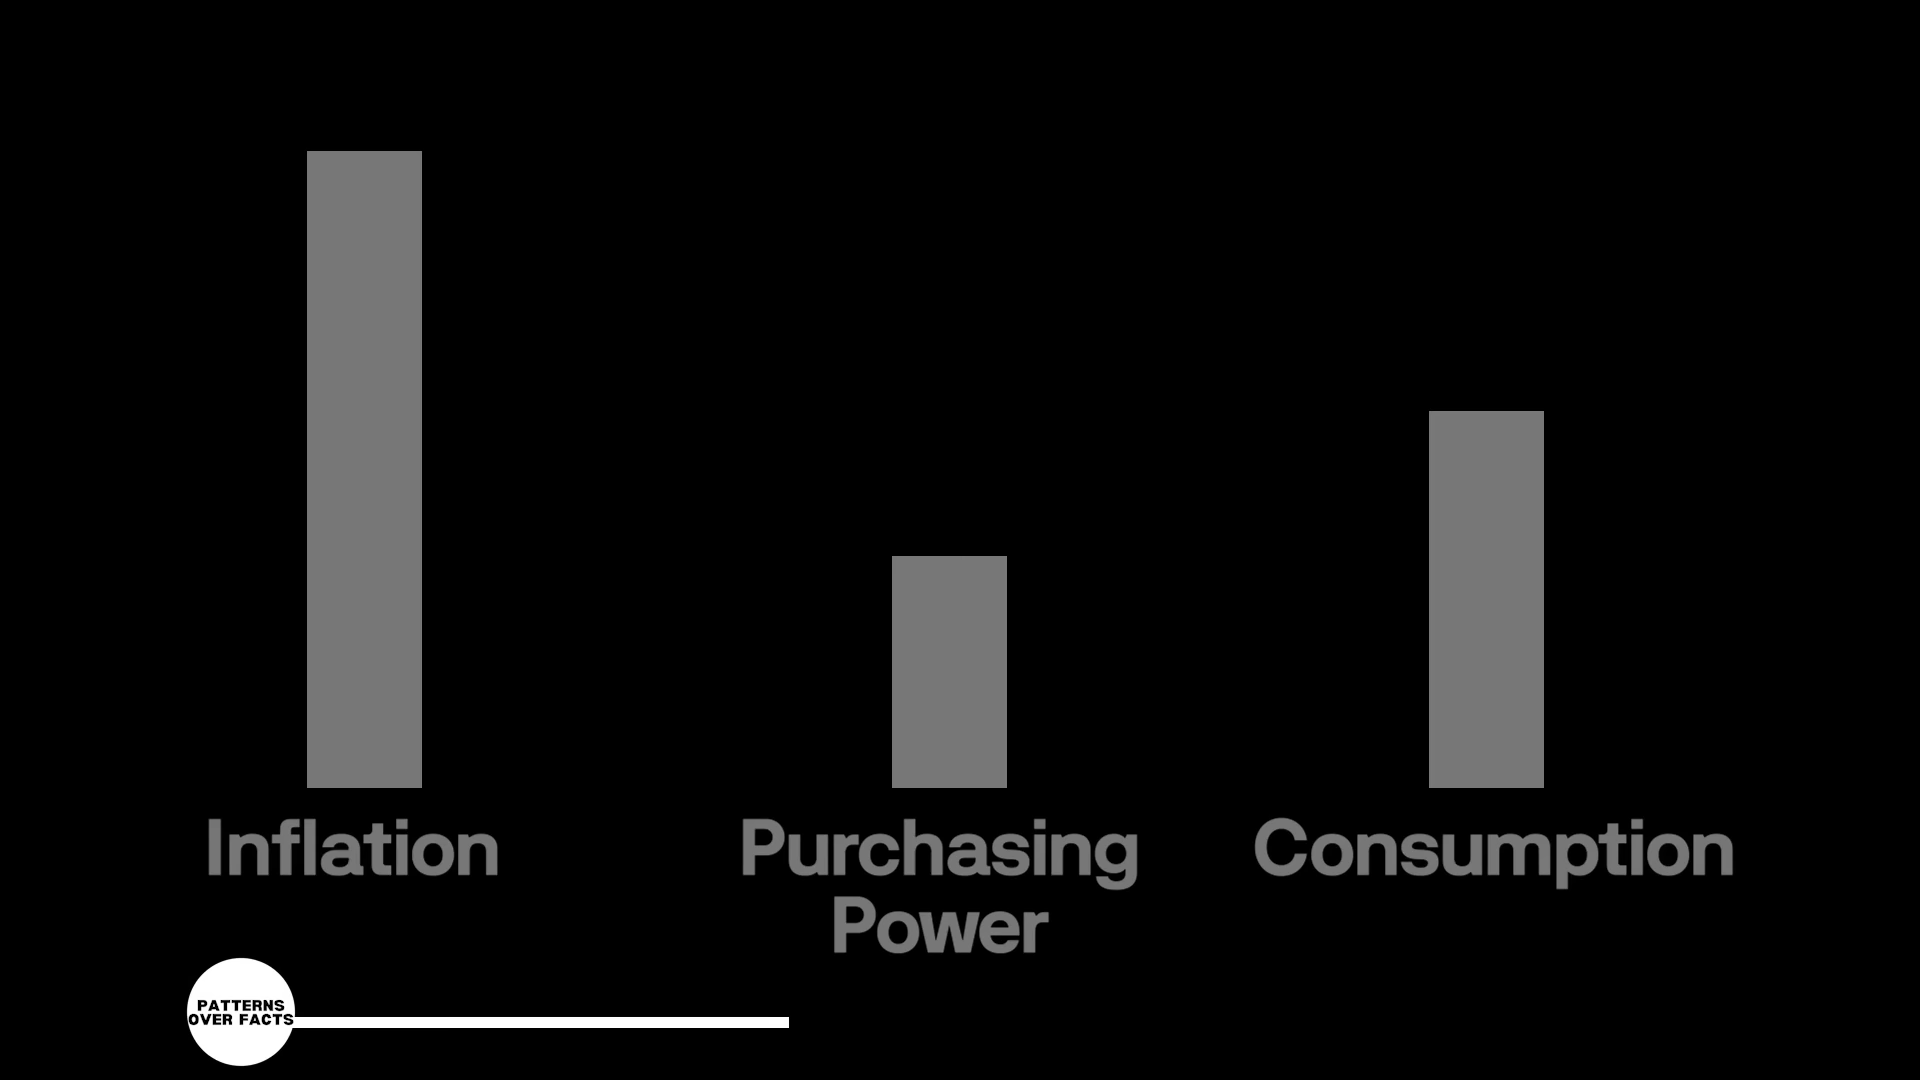 Inflation
Purchasing
Power
Consumption
PATTERNS
OVER FACTS